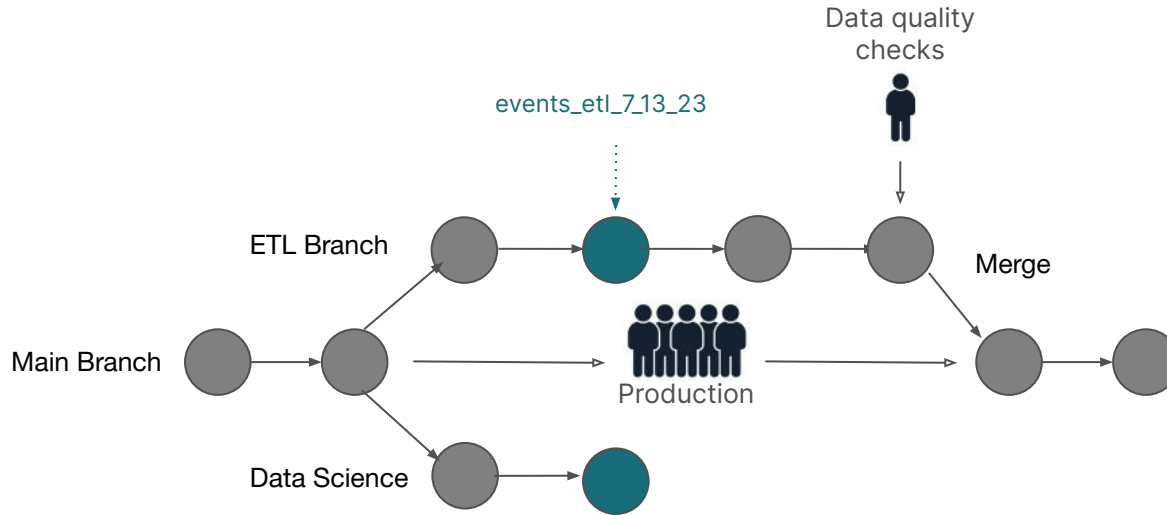 Data quality
checks
events_etl_7_13_23
ETL Branch
Merge
Main Branch
Production
Data Science